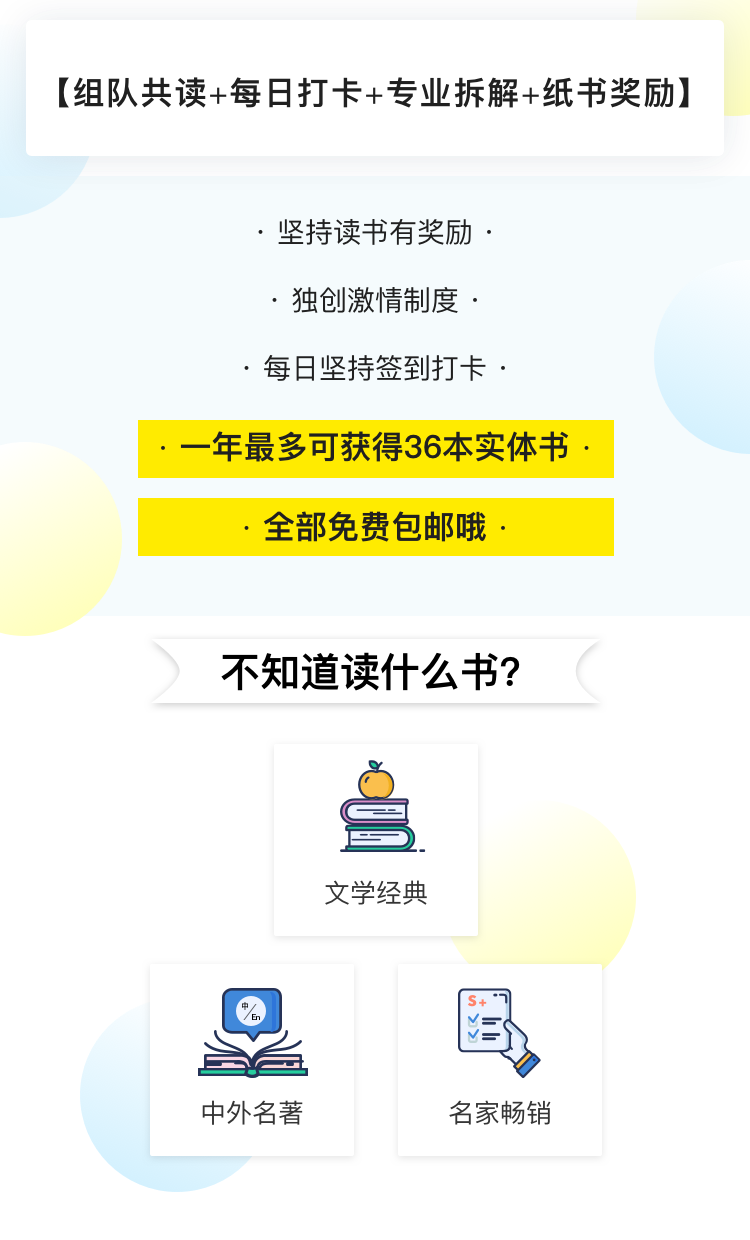 【组队共读+每日打卡+专业拆解+纸书奖励】
· 坚持读书有奖励 ·
· 独创激情制度 ·
· 每日坚持签到打卡 ·
· 一年最多可获得36本实体书 ·
· 全部免费包邮哦 ·
不知道读什么书?
文学经典
中/En
S+
中外名著
名家畅销